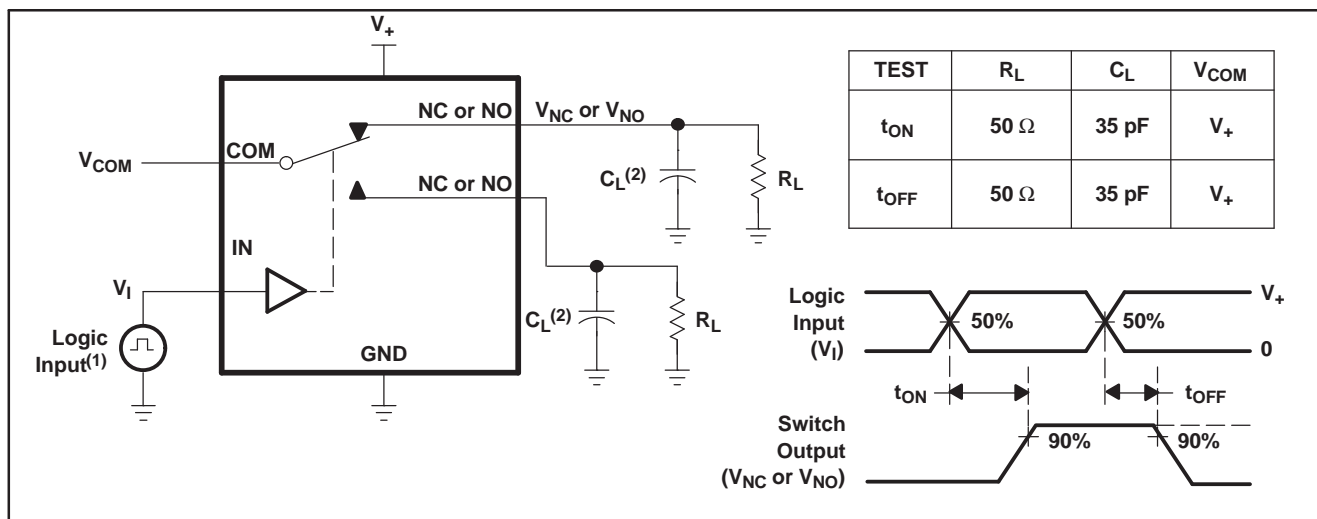 V+
NC or NO
VNC or VNO
VCOM
COM
CL(2)
RL
NC or NO
IN
VI
CL(2)
RL
Logic
Input(1)
GND
TEST RL CL VCOM
tON 50 Ω 35 pF V+
tOFF 50 Ω 35 pF V+
Logic
Input
(VI)
50%
50%
V+
0
tON
tOFF
Switch
Output
(VNC or VNO)
90%
90%